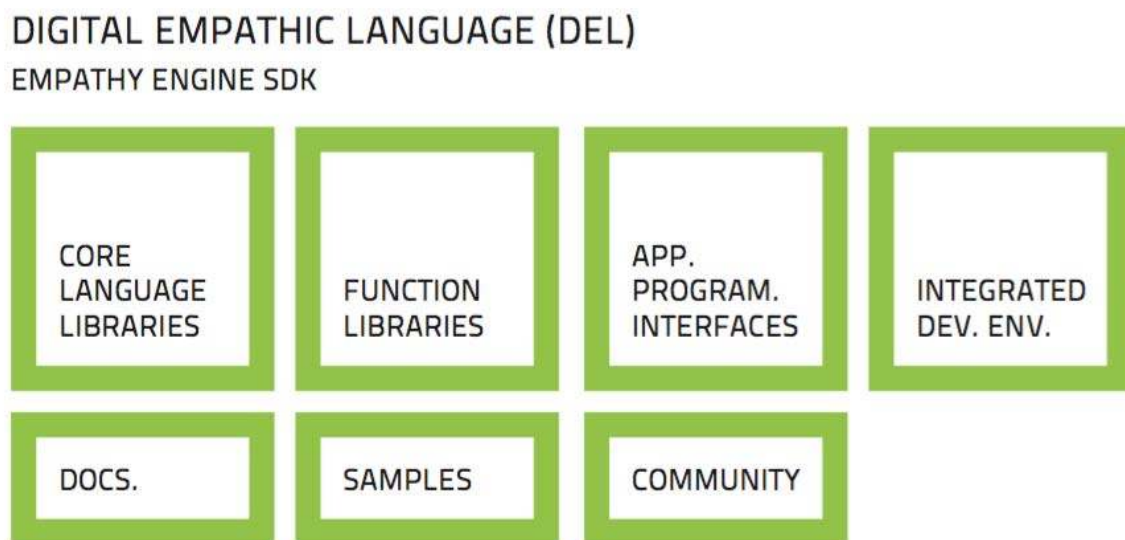 DIGITAL EMPATHIC LANGUAGE (DEL)
EMPATHY ENGINE SDK
CORE
LANGUAGE
LIBRARIES
FUNCTION
LIBRARIES
APP.
PROGRAM.
INTERFACES
INTEGRATED
DEV. ENV.
DOCS.
SAMPLES
COMMUNITY